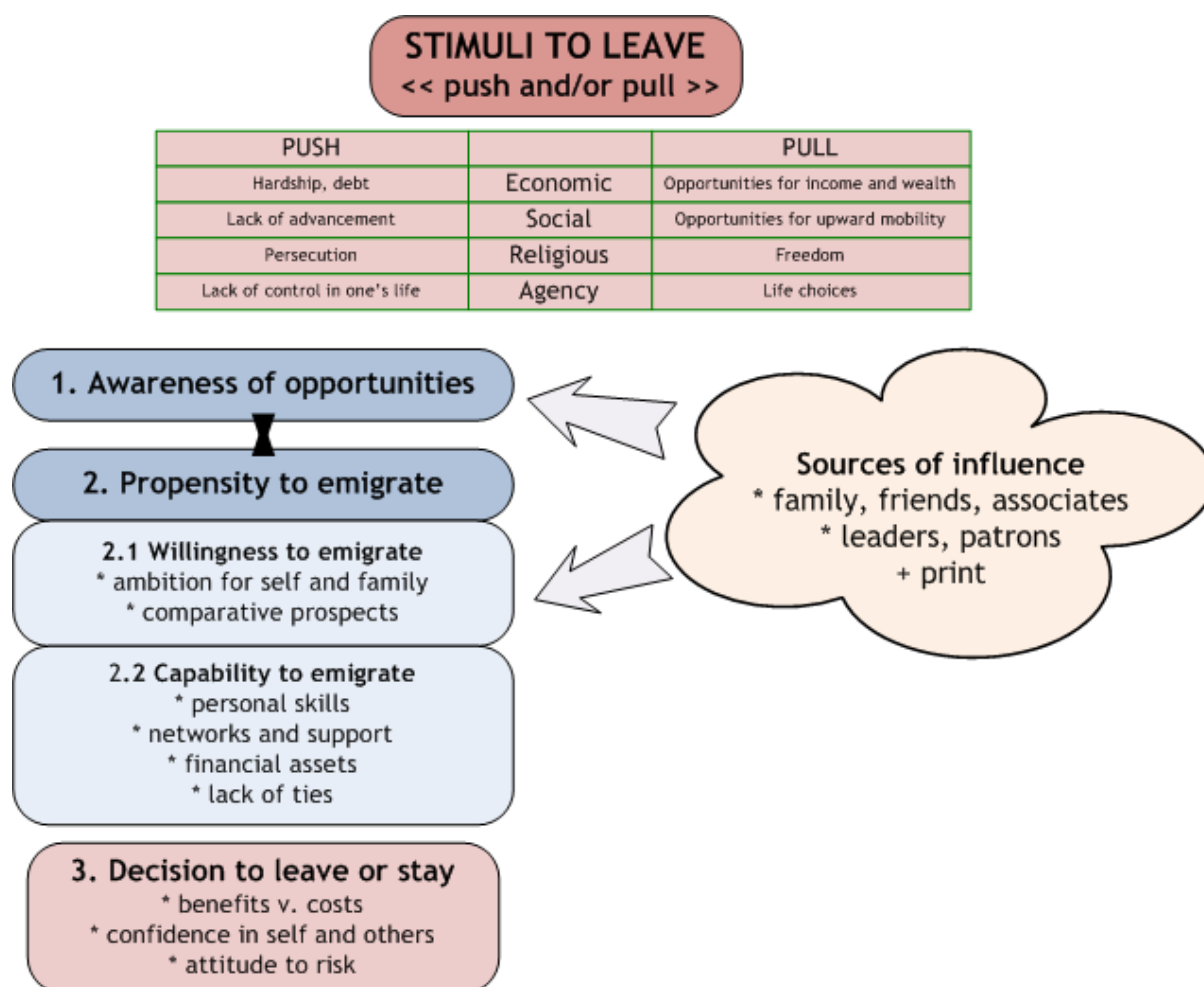 STIMULI TO LEAVE
<< push and/or pull >>
PUSH PULL
Hardship, debt Economic Opportunities for income and wealth
Lack of advancement Social Opportunities for upward mobility
Persecution Religious Freedom
Lack of control in one's life Agency Life choices
1. Awareness of opportunities
2. Propensity to emigrate
2.1 Willingness to emigrate
* ambition for self and family
* comparative prospects
2.2 Capability to emigrate
* personal skills
* networks and support
* financial assets
* lack of ties
3. Decision to leave or stay
* benefits v. costs
* confidence in self and others
* attitude to risk
Sources of influence
* family, friends, associates
* leaders, patrons
+ print